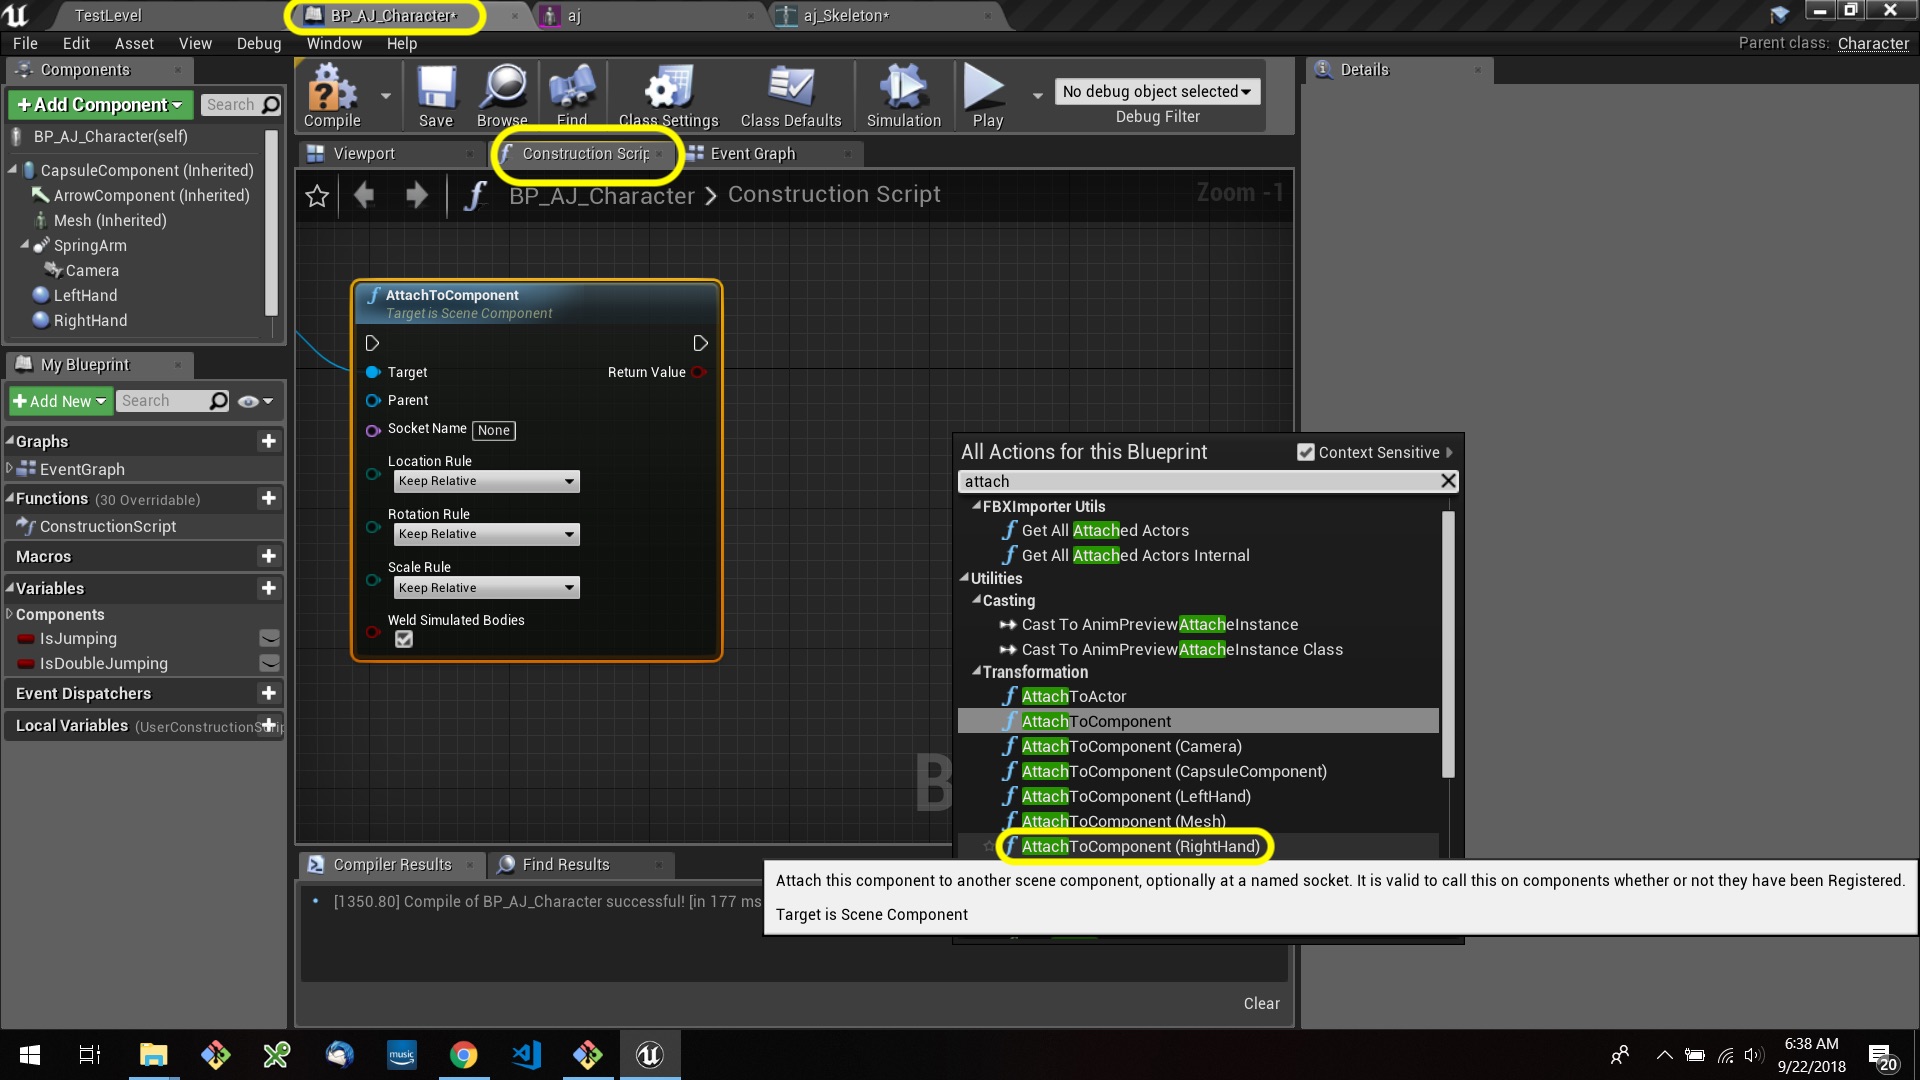 TestLevel
BP_AJ_Character*
aj
aj_Skeleton*
File Edit Asset View Debug Window Help
Parent class: Character
Components
+Add Component
Search
BP_AJ_Character(self)
CapsuleComponent (Inherited)
ArrowComponent (Inherited)
Mesh (Inherited)
SpringArm
Camera
LeftHand
RightHand
My Blueprint
+Add New
Search
Graphs
EventGraph
Functions (30 Overridable)
ConstructionScript
Macros
Variables
Components
IsJumping
IsDoubleJumping
Event Dispatchers
Local Variables (UserConstructionScrip
Compile
Save
Browse
Find
Class Settings
Class Defaults
Simulation
Play
No debug object selected
Debug Filter
Viewport
Construction Scrip
Event Graph
BP_AJ_Character > Construction Script
Zoom -1
AttachToComponent
Target is Scene Component
Target
Return Value
Parent
Socket Name None
Location Rule
Keep Relative
Rotation Rule
Keep Relative
Scale Rule
Keep Relative
Weld Simulated Bodies
B
All Actions for this Blueprint
Context Sensitive
attach
FBXImporter Utils
Get All Attached Actors
Get All Attached Actors Internal
Utilities
Casting
Cast To AnimPreviewAttacheInstance
Cast To AnimPreviewAttacheInstance Class
Transformation
AttachToActor
AttachToComponent
AttachToComponent (Camera)
AttachToComponent (CapsuleComponent)
AttachToComponent (LeftHand)
AttachToComponent (Mesh)
AttachToComponent (RightHand)
Attach this component to another scene component, optionally at a named socket. It is valid to call this on components whether or not they have been Registered.
Target is Scene Component
Compiler Results
Find Results
[1350.80] Compile of BP_AJ_Character successful! [in 177 ms
Clear
Details
music
6:38 AM
9/22/2018
20